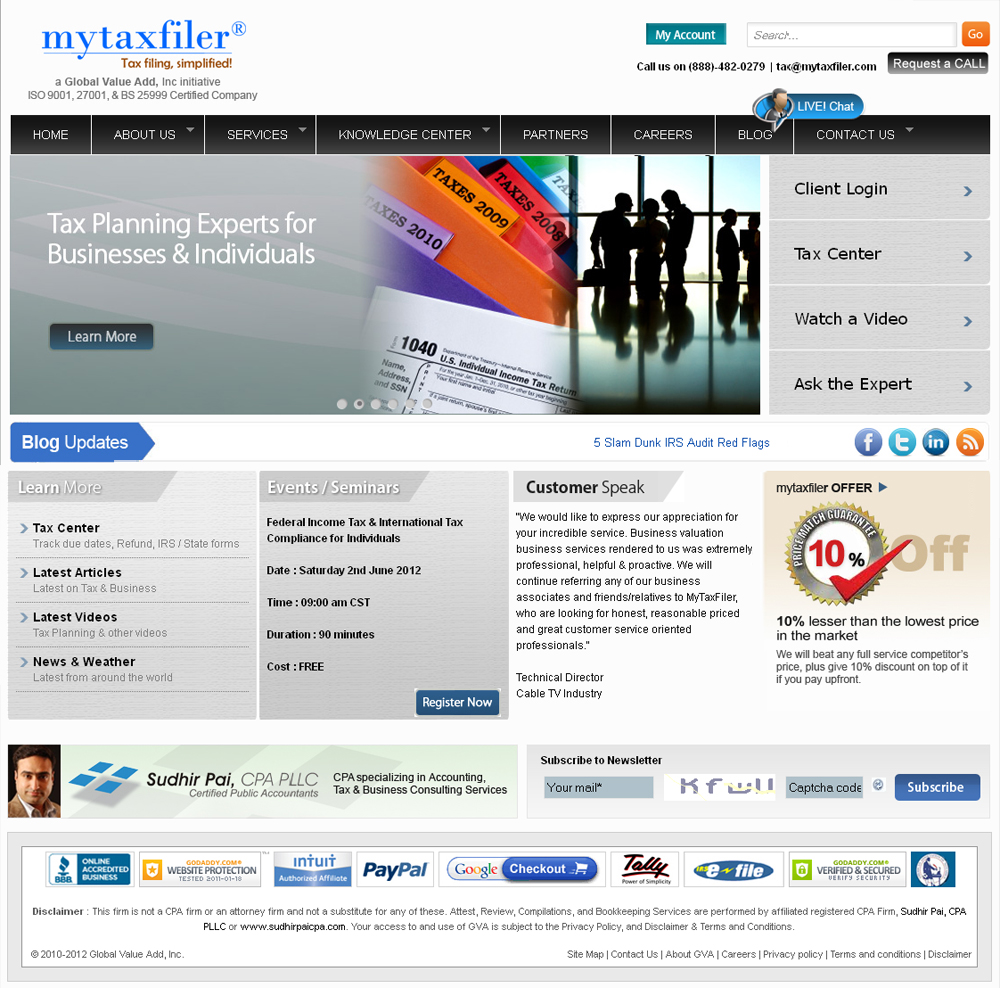 mytaxfiler®
Tax filing, simplified!
a Global Value Add, Inc initiative
ISO 9001, 27001, & BS 25999 Certified Company
My Account
Search...
Go
Call us on (888)-482-0279 | tax@mytaxfiler.com
Request a CALL
LIVE! Chat
HOME
ABOUT US
SERVICES
KNOWLEDGE CENTER
PARTNERS
CAREERS
BLOG
CONTACT US
Tax Planning Experts for
Businesses & Individuals
Learn More
TAXES 2010
TAXES 2009
TAXES 2008
1040
Department of the Treasury—Internal Revenue Service
U.S. Individual Income Tax Return
Name,
Address,
and SSN
Your first name and initial
Client Login
Tax Center
Watch a Video
Ask the Expert
Blog Updates
5 Slam Dunk IRS Audit Red Flags
Learn More
Tax Center
Track due dates, Refund, IRS / State forms
Latest Articles
Latest on Tax & Business
Latest Videos
Tax Planning & other videos
News & Weather
Latest from around the world
Events / Seminars
Federal Income Tax & International Tax
Compliance for Individuals
Date : Saturday 2nd June 2012
Time : 09:00 am CST
Duration : 90 minutes
Cost : FREE
Register Now
Customer Speak
"We would like to express our appreciation for
your incredible service. Business valuation
business services rendered to us was extremely
professional, helpful & proactive. We will
continue referring any of our business
associates and friends/relatives to MyTaxFiler,
who are looking for honest, reasonable priced
and great customer service oriented
professionals."
Technical Director
Cable TV Industry
mytaxfiler OFFER
PRICE MATCH GUARANTEE
10% Off
10% lesser than the lowest price
in the market
We will beat any full service competitor's
price, plus give 10% discount on top of it
if you pay upfront.
Sudhir Pai, CPA PLLC
Certified Public Accountants
CPA specializing in Accounting,
Tax & Business Consulting Services
Subscribe to Newsletter
Your mail*
Captcha code
Subscribe
BBB
ONLINE
ACCREDITED
BUSINESS
GODADDY.COM®
WEBSITE PROTECTION
TESTED 2011-01-10
intuit
Authorized Affiliate
PayPal
Google Checkout
Tally
Power of Simplicity
IRS e-file
GODADDY.COM®
VERIFIED & SECURED
VERIFY SECURITY
Disclaimer : This firm is not a CPA firm or an attorney firm and not a substitute for any of these. Attest, Review, Compilations, and Bookkeeping Services are performed by affiliated registered CPA Firm, Sudhir Pai, CPA
PLLC or www.sudhirpaicpa.com. Your access to and use of GVA is subject to the Privacy Policy, and Disclaimer & Terms and Conditions.
© 2010-2012 Global Value Add, Inc.
Site Map | Contact Us | About GVA | Careers | Privacy policy | Terms and conditions | Disclaimer